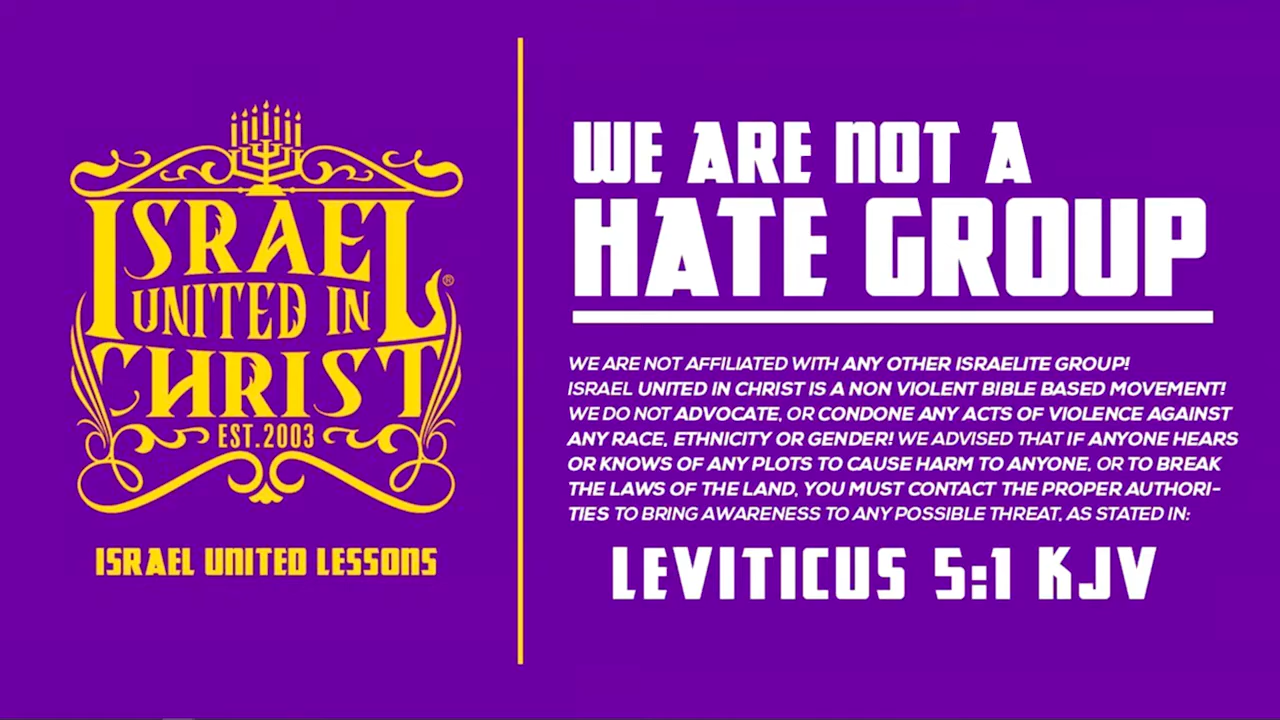 ISRAEL
UNITED IN
CHRIST
EST.2003
®
ISRAEL UNITED LESSONS
WE ARE NOT A
HATE GROUP
WE ARE NOT AFFILIATED WITH ANY OTHER ISRAELITE GROUP!
ISRAEL UNITED IN CHRIST IS A NON VIOLENT BIBLE BASED MOVEMENT!
WE DO NOT ADVOCATE, OR CONDONE ANY ACTS OF VIOLENCE AGAINST
ANY RACE, ETHNICITY OR GENDER! WE ADVISED THAT IF ANYONE HEARS
OR KNOWS OF ANY PLOTS TO CAUSE HARM TO ANYONE, OR TO BREAK
THE LAWS OF THE LAND, YOU MUST CONTACT THE PROPER AUTHORI-
TIES TO BRING AWARENESS TO ANY POSSIBLE THREAT, AS STATED IN:
LEVITICUS 5:1 KJV